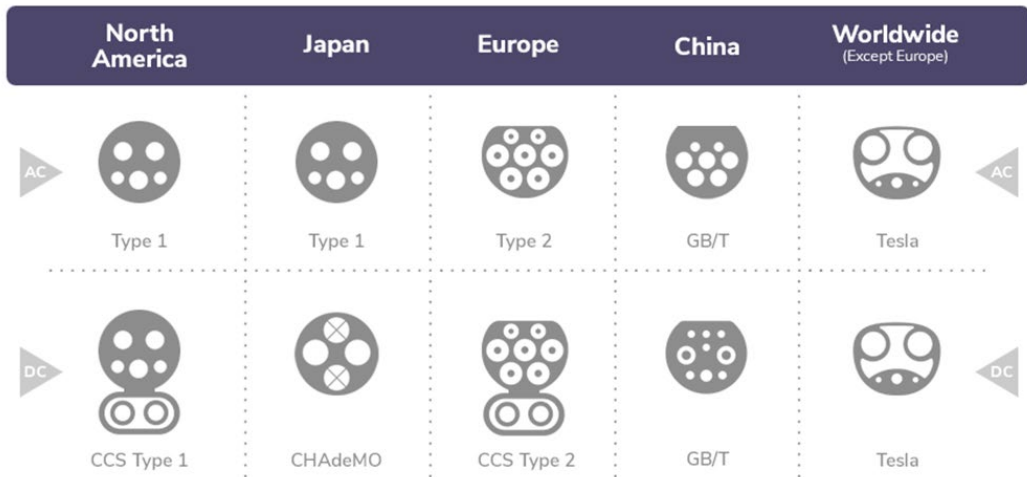 North
America
Japan
Europe
China
Worldwide
(Except Europe)
AC
AC
Type 1
Type 1
Type 2
GB/T
Tesla
DC
DC
CCS Type 1
CHAdeMO
CCS Type 2
GB/T
Tesla